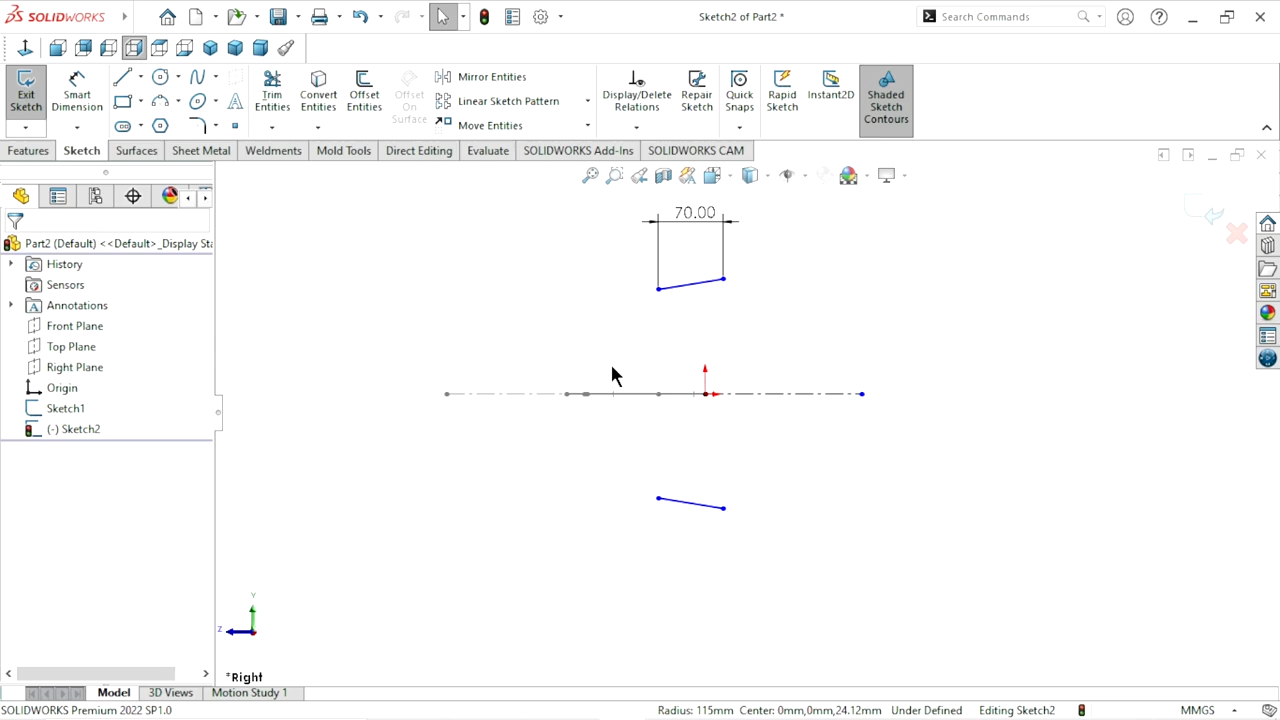 SOLIDWORKS
Sketch2 of Part2 *
Search Commands
Exit Sketch
Smart Dimension
Trim Entities
Convert Entities
Offset Entities
Offset On Surface
Mirror Entities
Linear Sketch Pattern
Move Entities
Display/Delete Relations
Repair Sketch
Quick Snaps
Rapid Sketch
Instant2D
Shaded Sketch Contours
Features
Sketch
Surfaces
Sheet Metal
Weldments
Mold Tools
Direct Editing
Evaluate
SOLIDWORKS Add-Ins
SOLIDWORKS CAM
Part2 (Default) <<Default>_Display Sta
History
Sensors
Annotations
Front Plane
Top Plane
Right Plane
Origin
Sketch1
(-) Sketch2
70.00
Y
Z
*Right
Model
3D Views
Motion Study 1
SOLIDWORKS Premium 2022 SP1.0
Radius: 115mm Center: 0mm,0mm,24.12mm
Under Defined
Editing Sketch2
MMGS